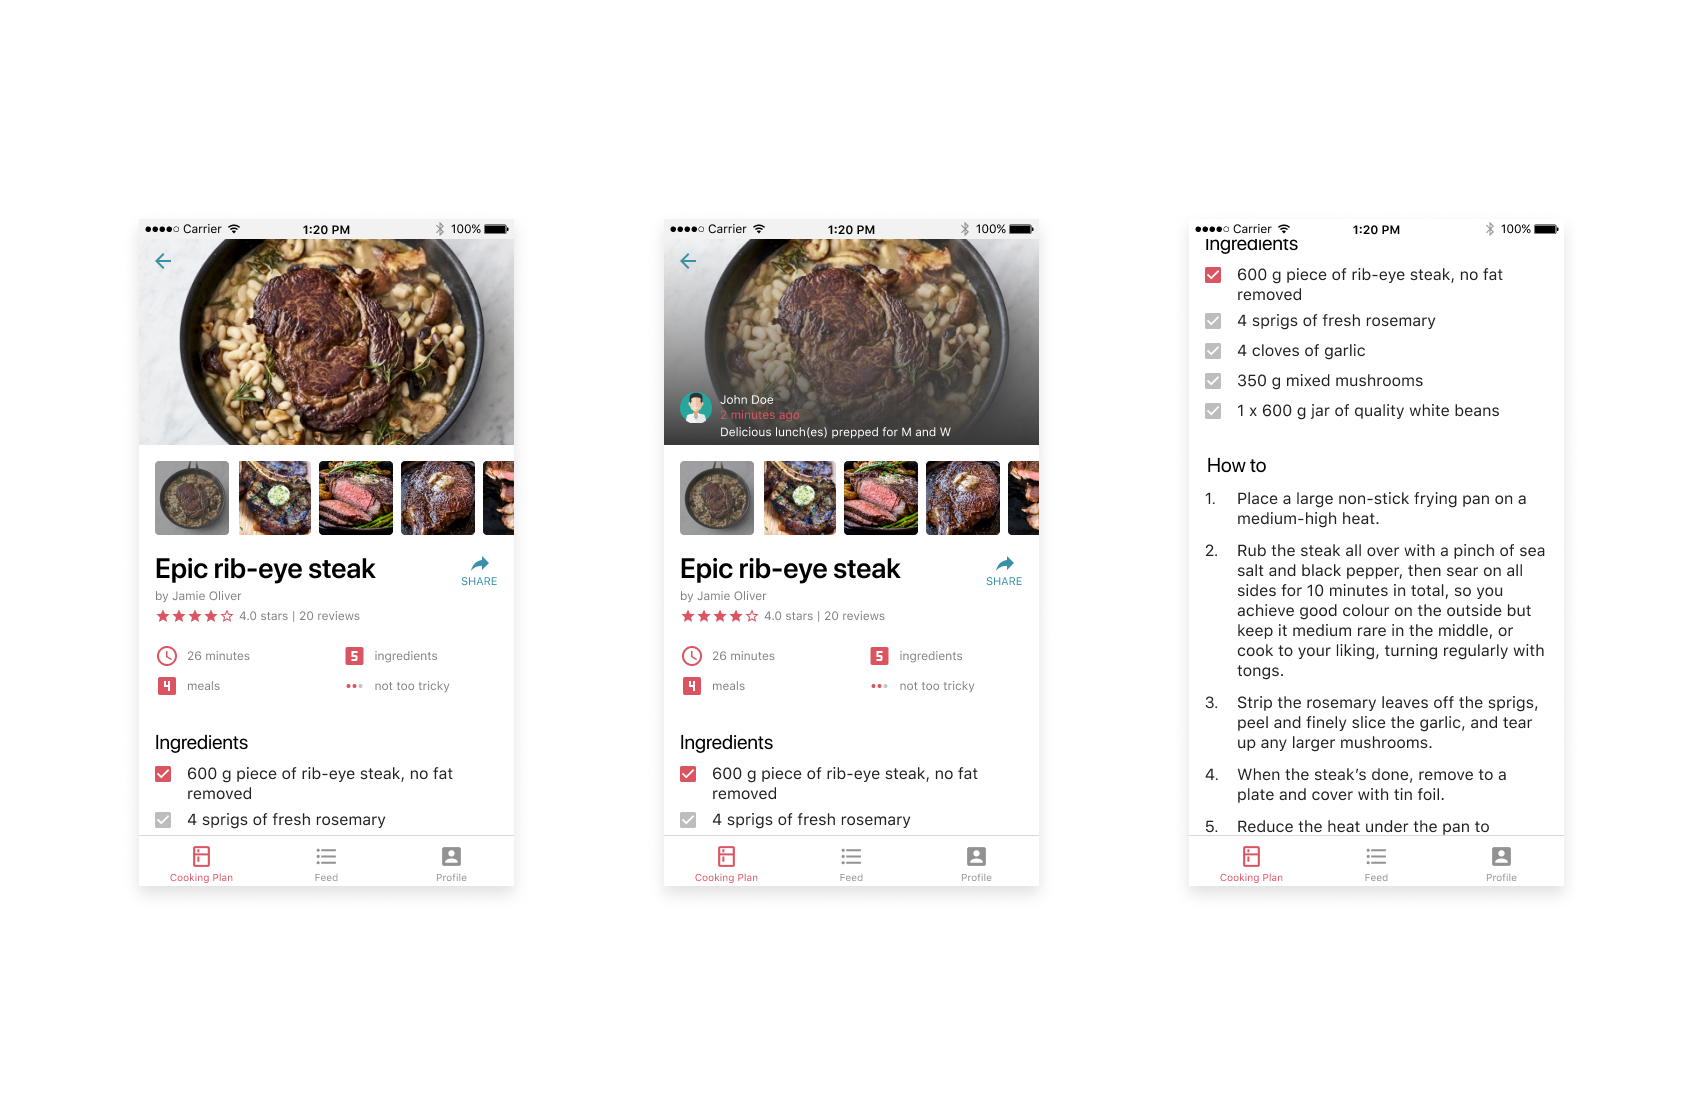 Carrier 1:20 PM 100%
Epic rib-eye steak
SHARE
by Jamie Oliver
4.0 stars | 20 reviews
26 minutes
5 ingredients
4 meals
not too tricky
Ingredients
600 g piece of rib-eye steak, no fat
removed
4 sprigs of fresh rosemary
Cooking Plan
Feed
Profile
Carrier 1:20 PM 100%
John Doe
2 minutes ago
Delicious lunch(es) prepped for M and W
Epic rib-eye steak
SHARE
by Jamie Oliver
4.0 stars | 20 reviews
26 minutes
5 ingredients
4 meals
not too tricky
Ingredients
600 g piece of rib-eye steak, no fat
removed
4 sprigs of fresh rosemary
Cooking Plan
Feed
Profile
Carrier 1:20 PM 100%
Ingredients
600 g piece of rib-eye steak, no fat
removed
4 sprigs of fresh rosemary
4 cloves of garlic
350 g mixed mushrooms
1 x 600 g jar of quality white beans
How to
1. Place a large non-stick frying pan on a
medium-high heat.
2. Rub the steak all over with a pinch of sea
salt and black pepper, then sear on all
sides for 10 minutes in total, so you
achieve good colour on the outside but
keep it medium rare in the middle, or
cook to your liking, turning regularly with
tongs.
3. Strip the rosemary leaves off the sprigs,
peel and finely slice the garlic, and tear
up any larger mushrooms.
4. When the steak’s done, remove to a
plate and cover with tin foil.
5. Reduce the heat under the pan to
Cooking Plan
Feed
Profile